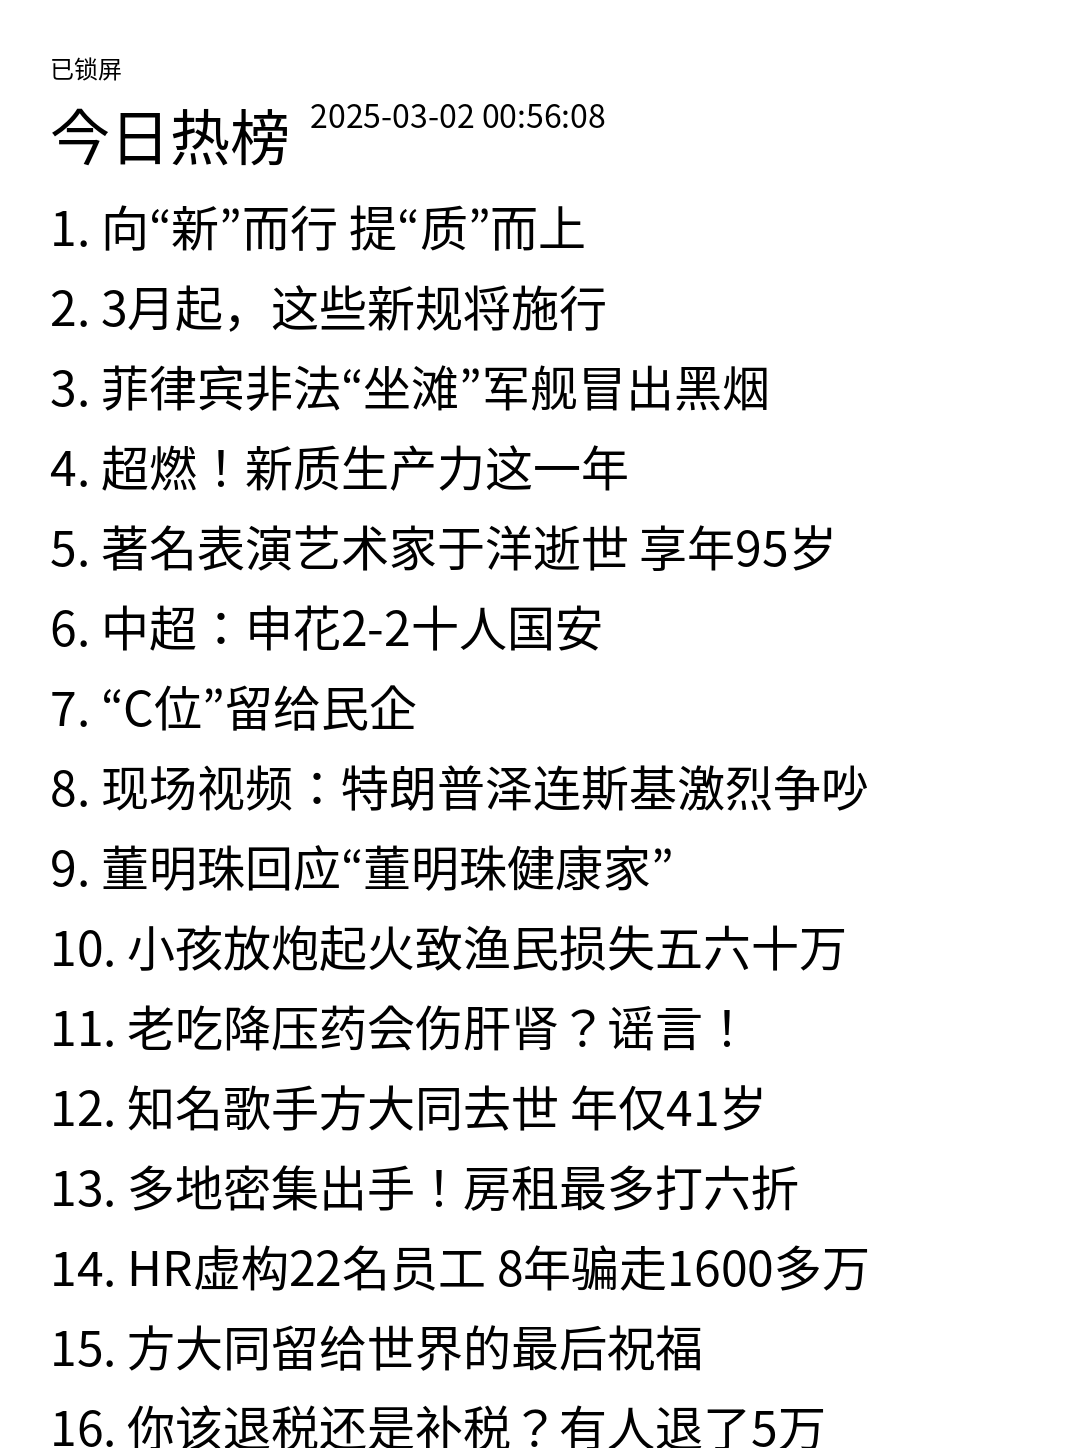 已锁屏
今日热榜 2025-03-02 00:56:08
1. 向“新”而行 提“质”而上
2. 3月起，这些新规将施行
3. 菲律宾非法“坐滩”军舰冒出黑烟
4. 超燃！新质生产力这一年
5. 著名表演艺术家于洋逝世 享年95岁
6. 中超：申花2-2十人国安
7. “C位”留给民企
8. 现场视频：特朗普泽连斯基激烈争吵
9. 董明珠回应“董明珠健康家”
10. 小孩放炮起火致渔民损失五六十万
11. 老吃降压药会伤肝肾？谣言！
12. 知名歌手方大同去世 年仅41岁
13. 多地密集出手！房租最多打六折
14. HR虚构22名员工 8年骗走1600多万
15. 方大同留给世界的最后祝福
16. 你该退税还是补税？有人退了5万